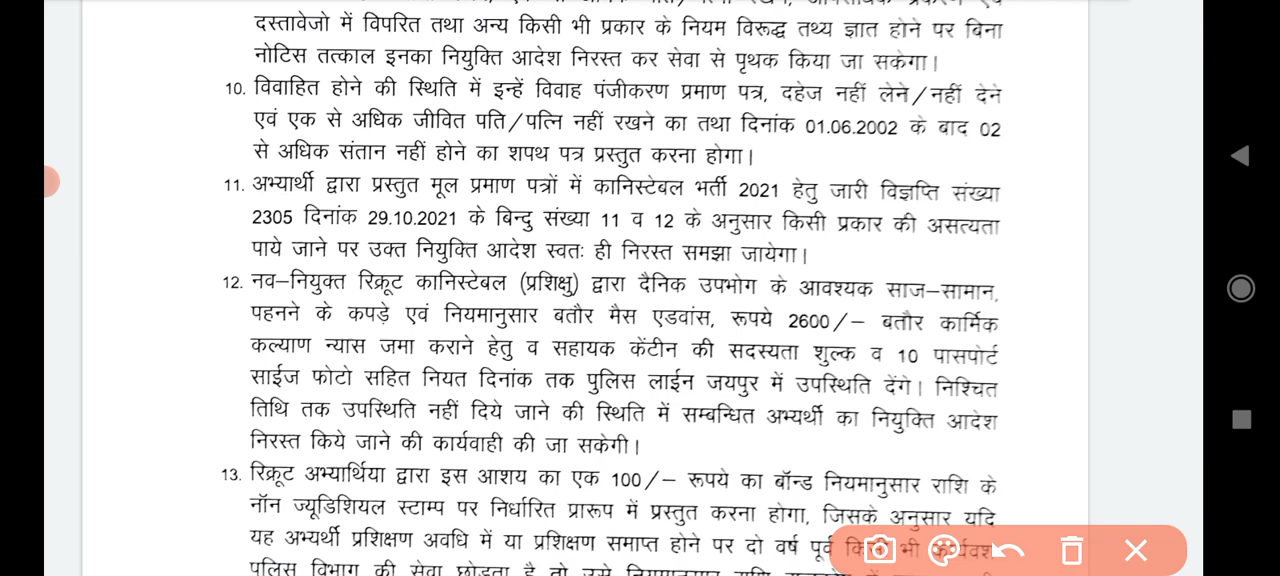 दस्तावेजो में विपरित तथा अन्य किसी भी प्रकार के नियम विरूद्ध तथ्य ज्ञात होने पर बिना
नोटिस तत्काल इनका नियुक्ति आदेश निरस्त कर सेवा से पृथक किया जा सकेगा।
10. विवाहित होने की स्थिति में इन्हें विवाह पंजीकरण प्रमाण पत्र, दहेज नहीं लेने/नहीं देने
एवं एक से अधिक जीवित पति/पत्नि नहीं रखने का तथा दिनांक 01.06.2002 के बाद 02
से अधिक संतान नहीं होने का शपथ पत्र प्रस्तुत करना होगा।
11. अभ्यार्थी द्वारा प्रस्तुत मूल प्रमाण पत्रों में कानिस्टेबल भर्ती 2021 हेतु जारी विज्ञप्ति संख्या
2305 दिनांक 29.10.2021 के बिन्दु संख्या 11 व 12 के अनुसार किसी प्रकार की असत्यता
पाये जाने पर उक्त नियुक्ति आदेश स्वतः ही निरस्त समझा जायेगा।
12. नव–नियुक्त रिक्रूट कानिस्टेबल (प्रशिक्षु) द्वारा दैनिक उपभोग के आवश्यक साज–सामान,
पहनने के कपड़े एवं नियमानुसार बतौर मैस एडवांस, रूपये 2600/– बतौर कार्मिक
कल्याण न्यास जमा कराने हेतु व सहायक केंटीन की सदस्यता शुल्क व 10 पासपोर्ट
साईज फोटो सहित नियत दिनांक तक पुलिस लाईन जयपुर में उपस्थिति देंगे। निश्चित
तिथि तक उपस्थिति नहीं दिये जाने की स्थिति में सम्बन्धित अभ्यर्थी का नियुक्ति आदेश
निरस्त किये जाने की कार्यवाही की जा सकेगी।
13. रिक्रूट अभ्यार्थिया द्वारा इस आशय का एक 100/– रूपये का बॉन्ड नियमानुसार राशि के
नॉन ज्यूडिशियल स्टाम्प पर निर्धारित प्रारूप में प्रस्तुत करना होगा, जिसके अनुसार यदि
यह अभ्यर्थी प्रशिक्षण अवधि में या प्रशिक्षण समाप्त होने पर दो वर्ष पूर्व किसी भी
पुलिस विभाग की सेवा छोड़ता है तो उसे नियमानुसार राशि